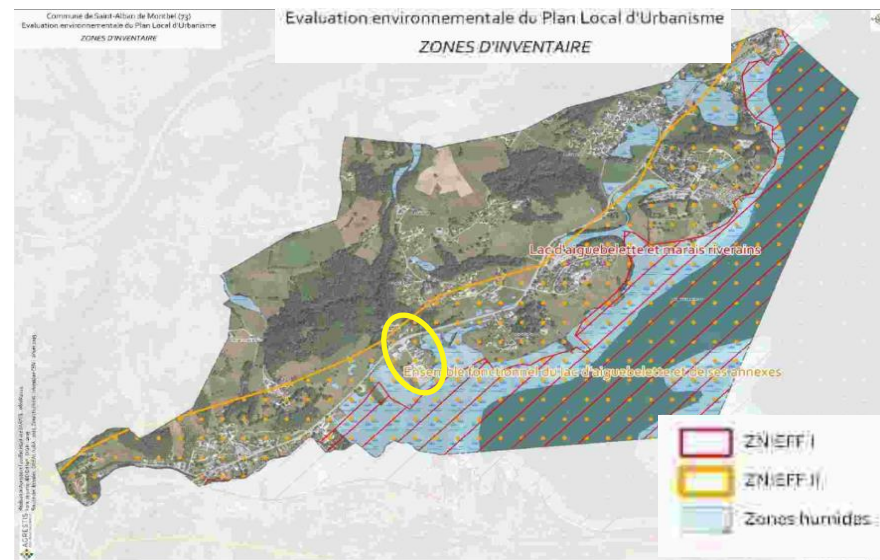 Commune de Saint-Alban de Montbel (73)
Evaluation environnementale du Plan Local d'Urbanisme
ZONES D'INVENTAIRE
Evaluation environnementale du Plan Local d'Urbanisme
ZONES D'INVENTAIRE
Lac d'aiguebelette et marais riverains
Ensemble fonctionnel du lac d'aiguebelette et de ses annexes
ZNIEFF I
ZNIEFF II
Zones humides
AGRESTIS